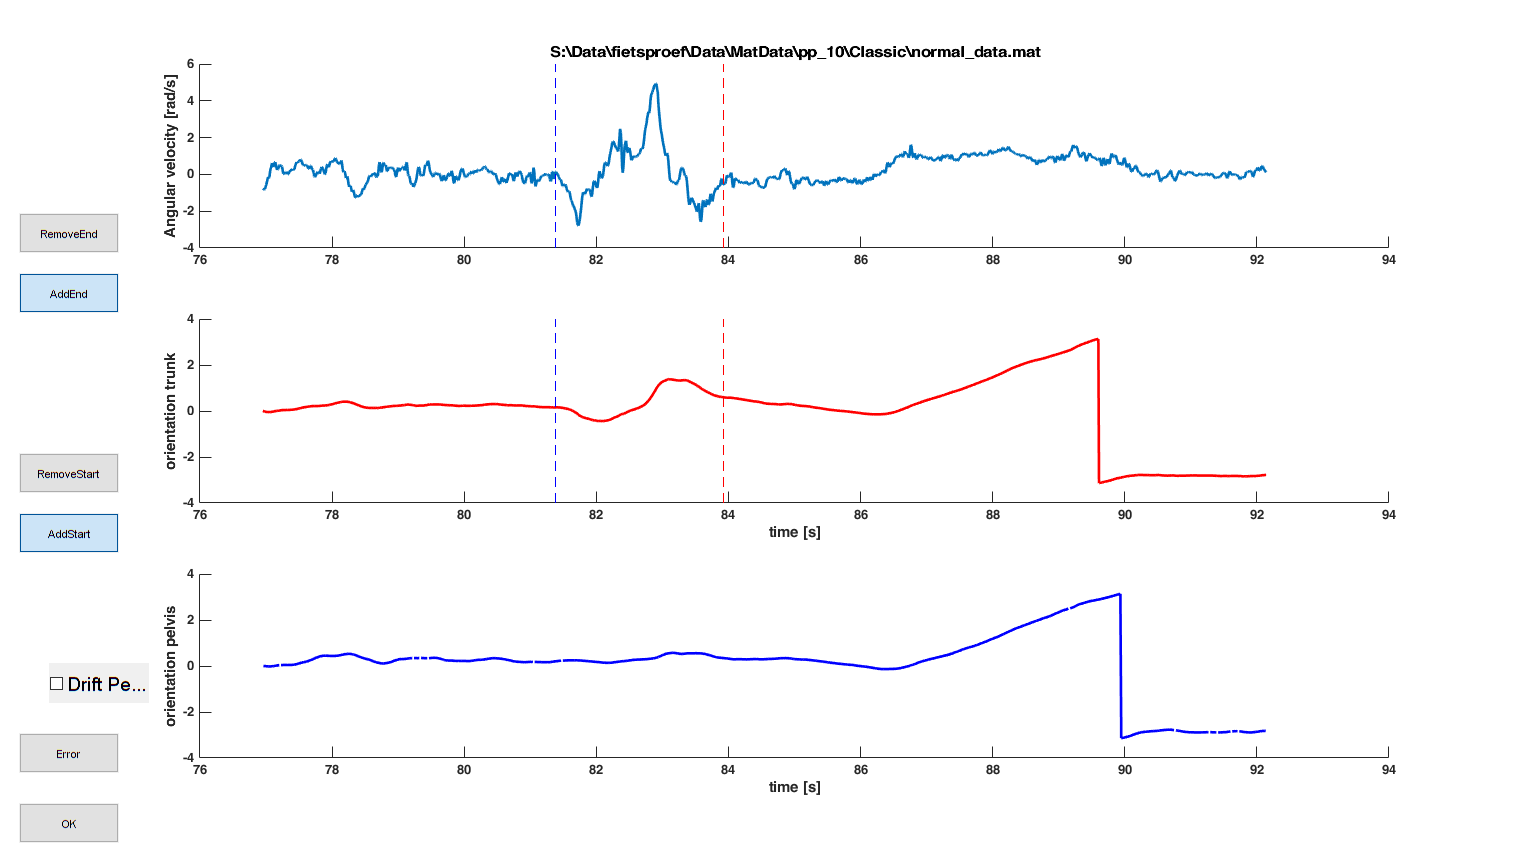 S:\Data\fietsproef\Data\MatData\pp_10\Classic\normal_data.mat
Angular velocity [rad/s]
6
4
2
0
-2
-4
76 78 80 82 84 86 88 90 92 94
RemoveEnd
AddEnd
orientation trunk
4
2
0
-2
-4
76 78 80 82 84 86 88 90 92 94
time [s]
RemoveStart
AddStart
orientation pelvis
4
2
0
-2
-4
76 78 80 82 84 86 88 90 92 94
time [s]
Drift Pe...
Error
OK